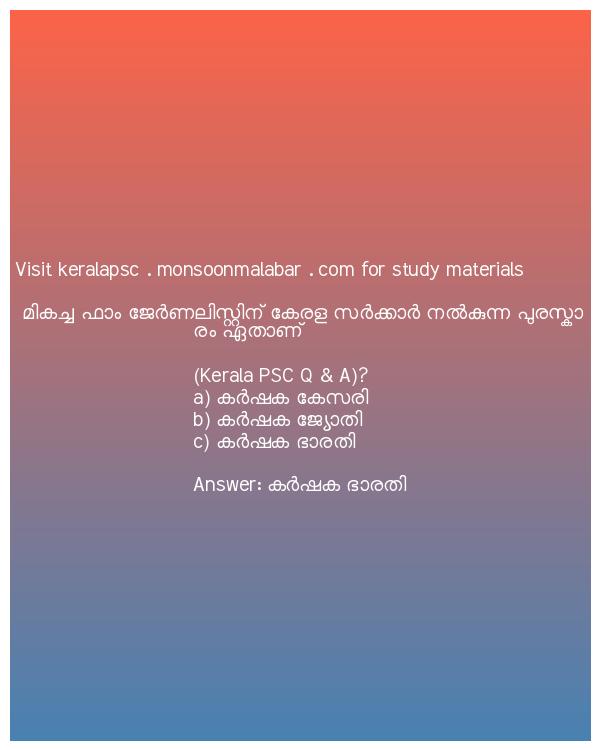 Visit keralapsc . monsoonmalabar . com for study materials
മികച്ച ഫാം ജേർണലിസ്റ്റിന് കേരള സർക്കാർ നൽകുന്ന പുരസ്കാ
രം ഏതാണ്
(Kerala PSC Q & A)?
a) കർഷക കേസരി
b) കർഷക ജ്യോതി
c) കർഷക ഭാരതി
Answer: കർഷക ഭാരതി